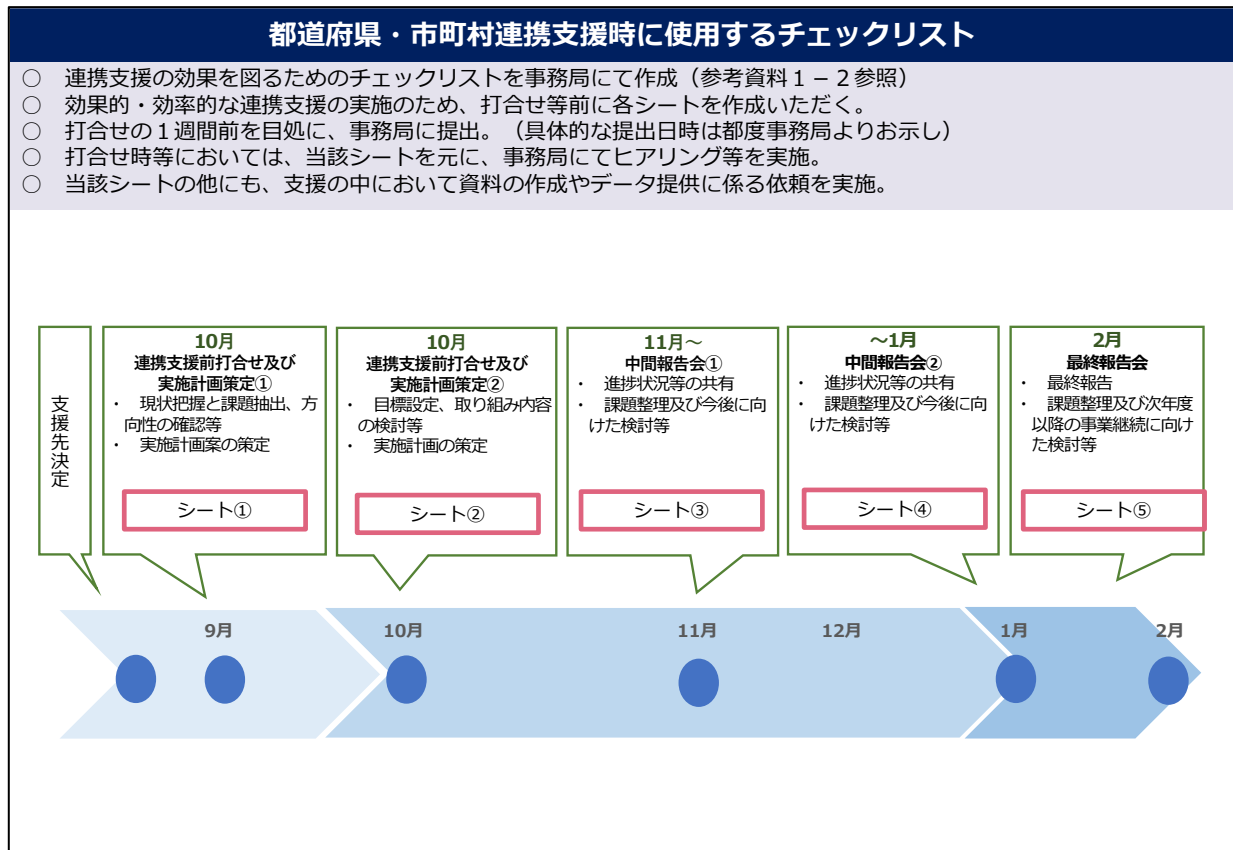 都道府県・市町村連携支援時に使用するチェックリスト
○ 連携支援の効果を図るためのチェックリストを事務局にて作成（参考資料１－２参照）
○ 効果的・効率的な連携支援の実施のため、打合せ等前に各シートを作成いただく。
○ 打合せの１週間前を目処に、事務局に提出。（具体的な提出日時は都度事務局よりお示し）
○ 打合せ時等においては、当該シートを元に、事務局にてヒアリング等を実施。
○ 当該シートの他にも、支援の中において資料の作成やデータ提供に係る依頼を実施。
支援先決定
10月
連携支援前打合せ及び
実施計画策定①
・ 現状把握と課題抽出、方
向性の確認等
・ 実施計画案の策定
シート①
10月
連携支援前打合せ及び
実施計画策定②
・ 目標設定、取り組み内容
の検討等
・ 実施計画の策定
シート②
11月～
中間報告会①
・ 進捗状況等の共有
・ 課題整理及び今後に向
けた検討等
シート③
～1月
中間報告会②
・ 進捗状況等の共有
・ 課題整理及び今後に向
けた検討等
シート④
2月
最終報告会
・ 最終報告
・ 課題整理及び次年度
以降の事業継続に向け
た検討等
シート⑤
9月
10月
11月
12月
1月
2月